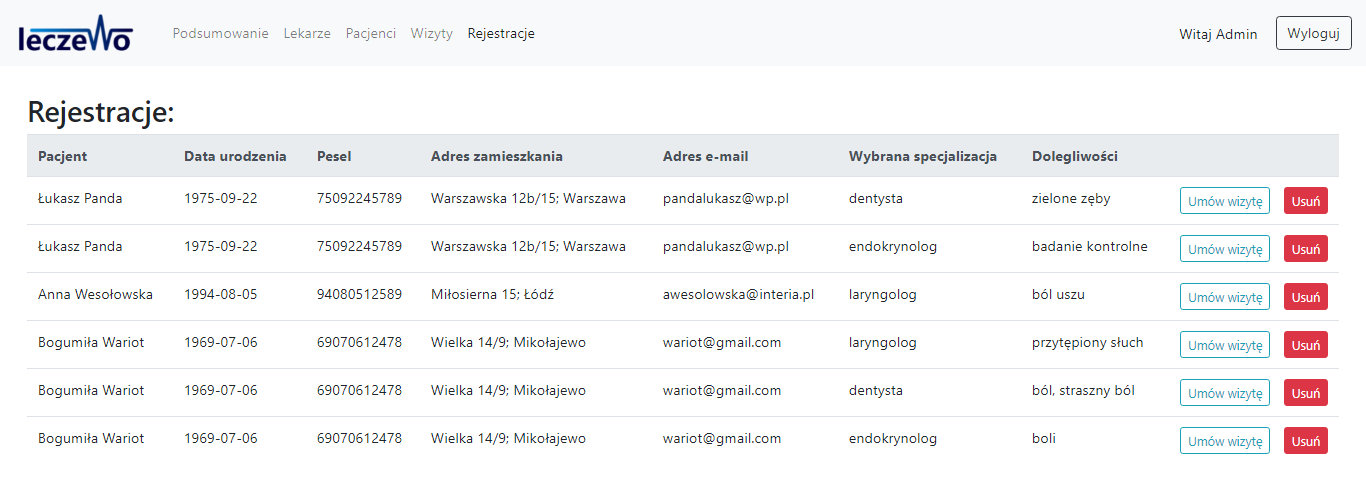 leczewo Podsumowanie Lekarze Pacjenci Wizyty Rejestracje Witaj Admin Wyloguj
Rejestracje:
Pacjent Data urodzenia Pesel Adres zamieszkania Adres e-mail Wybrana specjalizacja Dolegliwości
Łukasz Panda 1975-09-22 75092245789 Warszawska 12b/15; Warszawa pandalukasz@wp.pl dentysta zielone zęby Umów wizytę Usuń
Łukasz Panda 1975-09-22 75092245789 Warszawska 12b/15; Warszawa pandalukasz@wp.pl endokrynolog badanie kontrolne Umów wizytę Usuń
Anna Wesołowska 1994-08-05 94080512589 Miłosierna 15; Łódź awesolowska@interia.pl laryngolog ból uszu Umów wizytę Usuń
Bogumiła Wariot 1969-07-06 69070612478 Wielka 14/9; Mikołajewo wariot@gmail.com laryngolog przytępiony słuch Umów wizytę Usuń
Bogumiła Wariot 1969-07-06 69070612478 Wielka 14/9; Mikołajewo wariot@gmail.com dentysta ból, straszny ból Umów wizytę Usuń
Bogumiła Wariot 1969-07-06 69070612478 Wielka 14/9; Mikołajewo wariot@gmail.com endokrynolog boli Umów wizytę Usuń